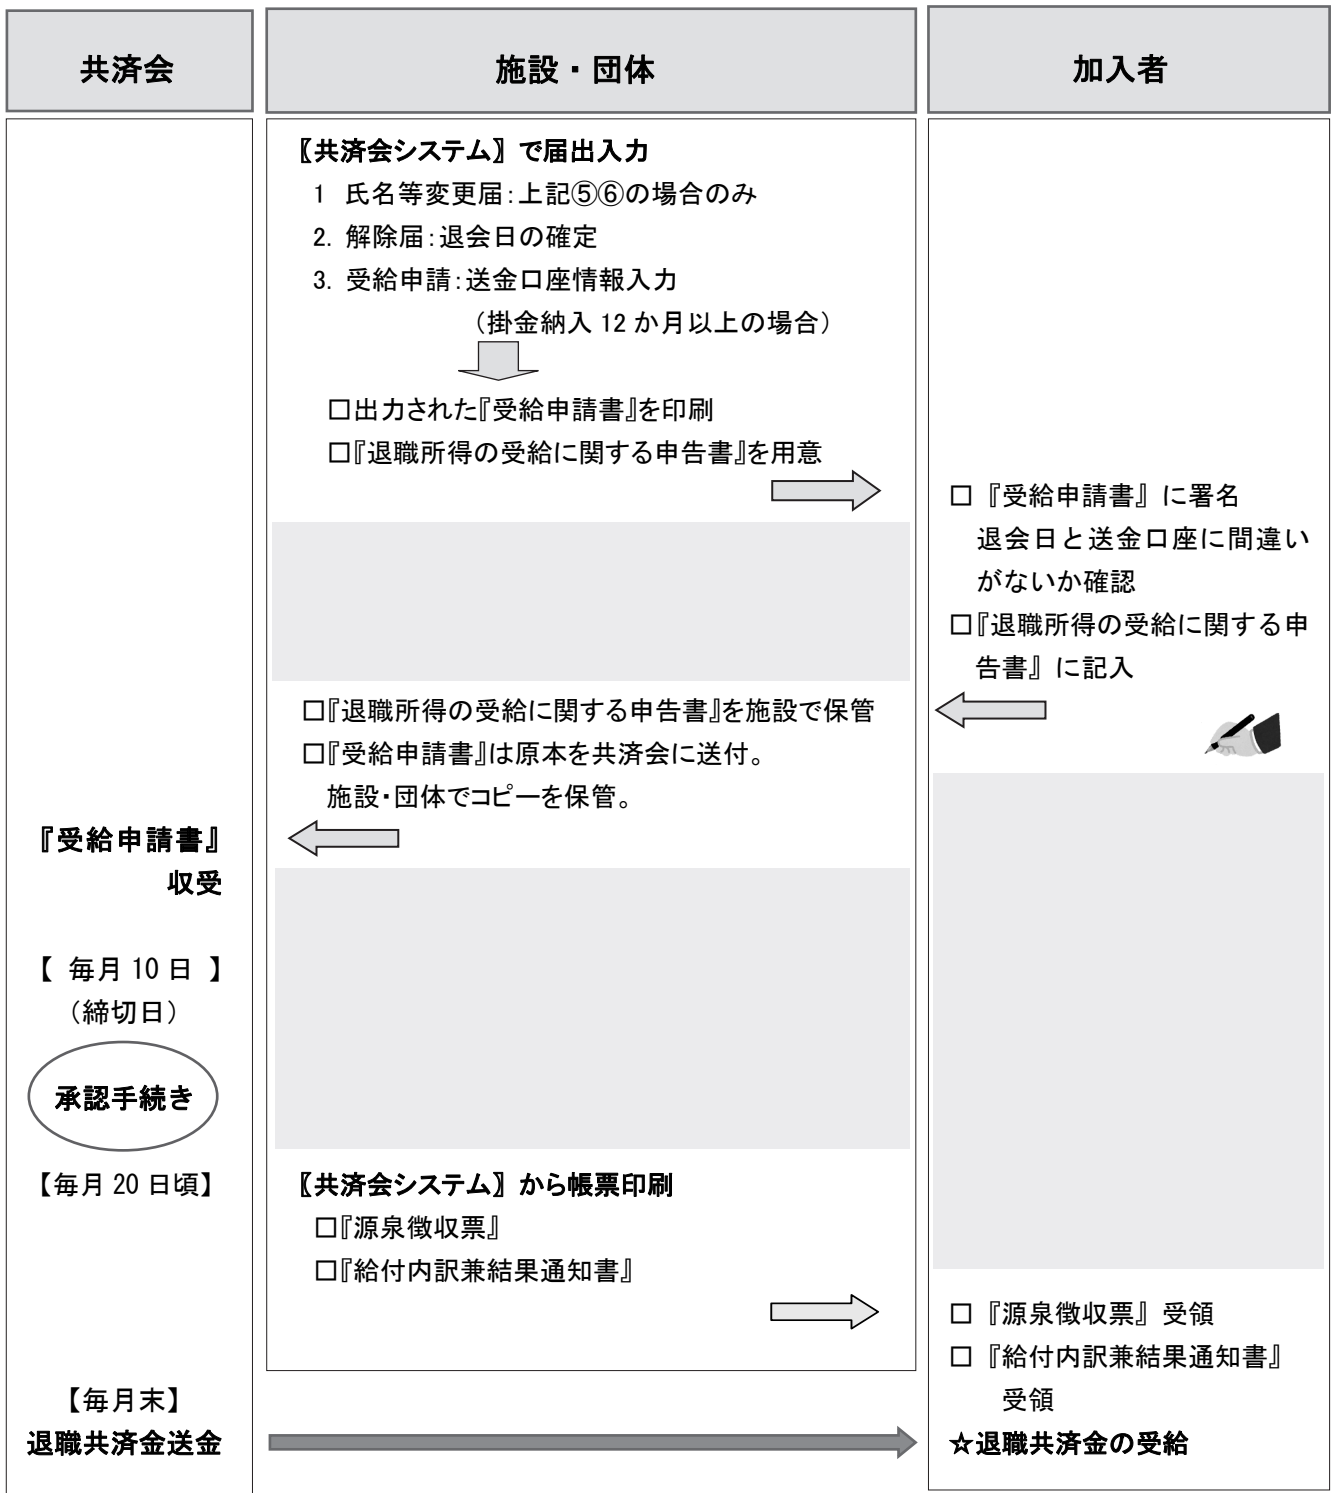 共済会
施設・団体
加入者
〖共済会システム〗で届出入力
1 氏名等変更届：上記⑤⑥の場合のみ
2. 解除届：退会日の確定
3. 受給申請：送金口座情報入力
（掛金納入 12 か月以上の場合）
□出力された『受給申請書』を印刷
□『退職所得の受給に関する申告書』を用意
□『受給申請書』に署名
退会日と送金口座に間違い
がないか確認
□『退職所得の受給に関する申
告書』に記入
□『退職所得の受給に関する申告書』を施設で保管
□『受給申請書』は原本を共済会に送付。
施設・団体でコピーを保管。
『受給申請書』
収受
【 毎月 10 日 】
（締切日）
承認手続き
【毎月 20 日頃】
〖共済会システム〗から帳票印刷
□『源泉徴収票』
□『給付内訳兼結果通知書』
□『源泉徴収票』受領
□『給付内訳兼結果通知書』
受領
【毎月末】
退職共済金送金
☆退職共済金の受給